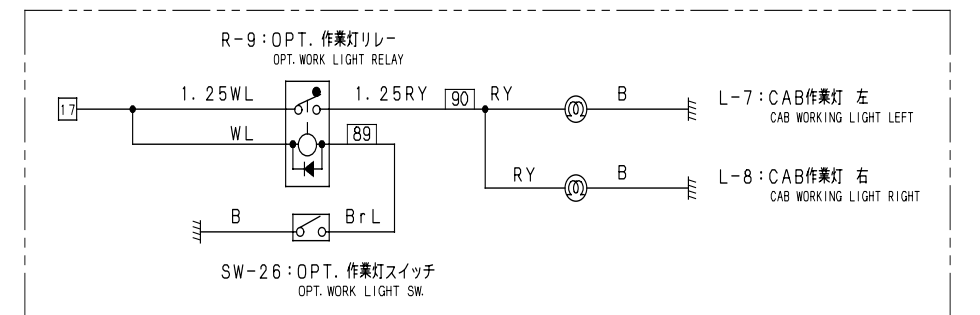 R-9:OPT. 作業灯リレー
OPT. WORK LIGHT RELAY
17
1.25WL
1.25RY
90
RY
B
L-7:CAB作業灯 左
CAB WORKING LIGHT LEFT
WL
89
RY
B
L-8:CAB作業灯 右
CAB WORKING LIGHT RIGHT
B
BrL
SW-26:OPT. 作業灯スイッチ
OPT. WORK LIGHT SW.